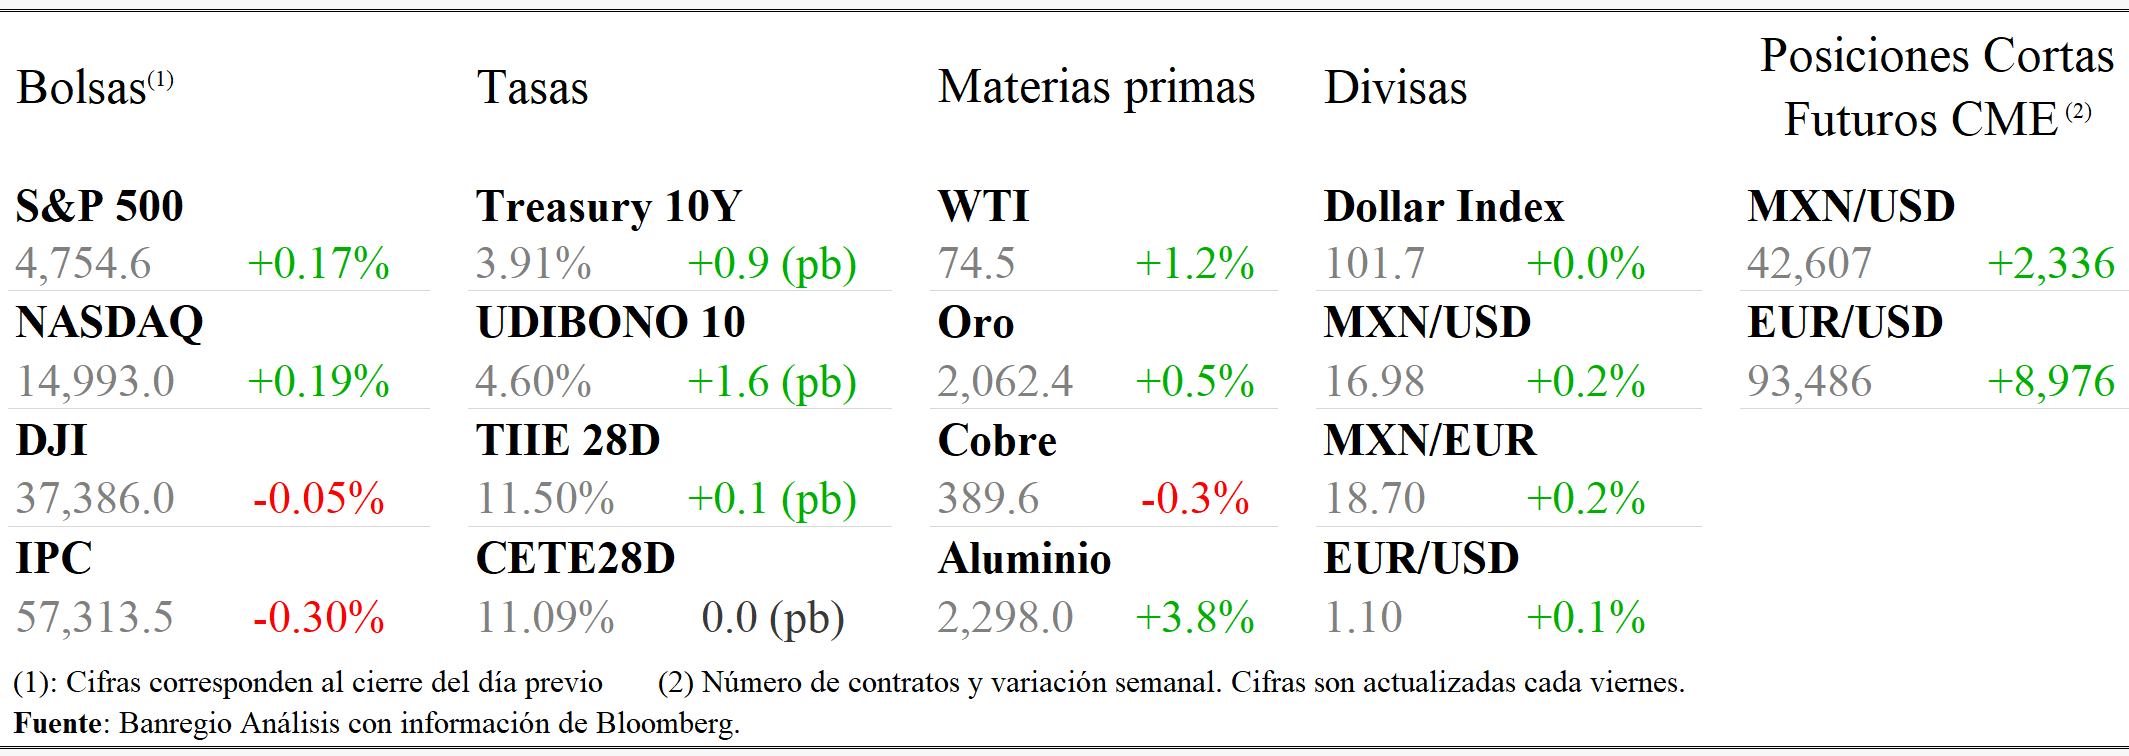 Bolsas(1) Tasas Materias primas Divisas Posiciones Cortas
Futuros CME (2)
S&P 500 Treasury 10Y WTI Dollar Index MXN/USD
4,754.6 +0.17% 3.91% +0.9 (pb) 74.5 +1.2% 101.7 +0.0% 42,607 +2,336
NASDAQ UDIBONO 10 Oro MXN/USD EUR/USD
14,993.0 +0.19% 4.60% +1.6 (pb) 2,062.4 +0.5% 16.98 +0.2% 93,486 +8,976
DJI TIIE 28D Cobre MXN/EUR
37,386.0 -0.05% 11.50% +0.1 (pb) 389.6 -0.3% 18.70 +0.2%
IPC CETE28D Aluminio EUR/USD
57,313.5 -0.30% 11.09% 0.0 (pb) 2,298.0 +3.8% 1.10 +0.1%
(1): Cifras corresponden al cierre del día previo (2) Número de contratos y variación semanal. Cifras son actualizadas cada viernes.
Fuente: Banregio Análisis con información de Bloomberg.